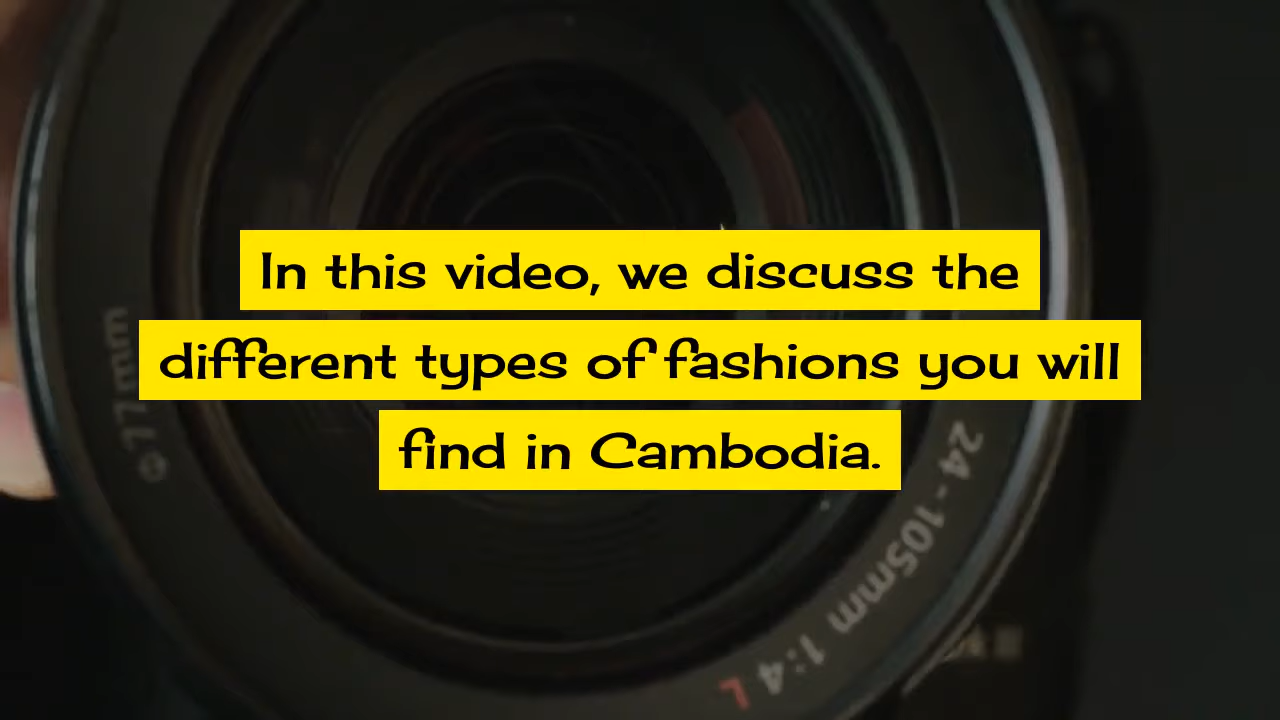 In this video, we discuss the
different types of fashions you will
find in Cambodia.
⌀77mm
24-105mm 1:4 L